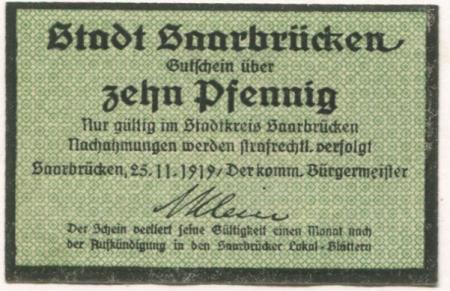 Stadt Saarbrücken
Gutschein über
zehn Pfennig
Nur gültig im Stadtkreis Saarbrücken
Nachahmungen werden strafrechtl. verfolgt
Saarbrücken, 25.11.1919, Der komm. Bürgermeister
Klein
Der Schein verliert seine Gültigkeit einen Monat nach
der Aufkündigung in den Saarbrücker Lokal-Blättern